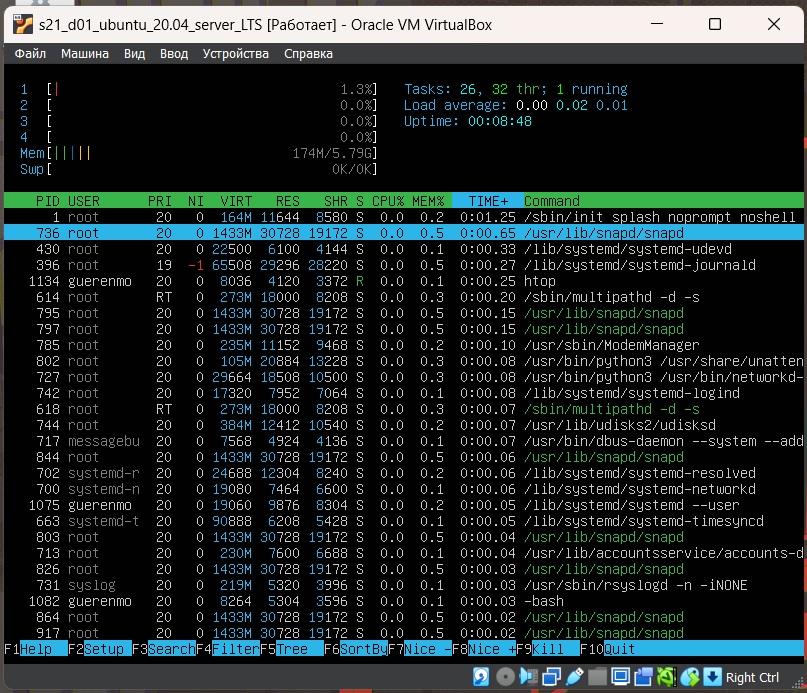 s21_d01_ubuntu_20.04_server_LTS [Работает] - Oracle VM VirtualBox
Файл Машина Вид Ввод Устройства Справка
1 [| 1.3%] Tasks: 26, 32 thr; 1 running
2 [ 0.0%] Load average: 0.00 0.02 0.01
3 [ 0.0%] Uptime: 00:08:48
4 [ 0.0%]
Mem[||||| 174M/5.79G]
Swp[ 0K/0K]
PID USER PRI NI VIRT RES SHR S CPU% MEM% TIME+ Command
1 root 20 0 164M 11644 8580 S 0.0 0.2 0:01.25 /sbin/init splash noprompt noshell
736 root 20 0 1433M 30728 19172 S 0.0 0.5 0:00.65 /usr/lib/snapd/snapd
430 root 20 0 22500 6100 4144 S 0.0 0.1 0:00.33 /lib/systemd/systemd-udevd
396 root 19 -1 65508 29296 28220 S 0.0 0.5 0:00.27 /lib/systemd/systemd-journald
1134 guerenmo 20 0 8036 4120 3372 R 0.0 0.1 0:00.25 htop
614 root RT 0 273M 18000 8208 S 0.0 0.3 0:00.20 /sbin/multipathd -d -s
795 root 20 0 1433M 30728 19172 S 0.0 0.5 0:00.15 /usr/lib/snapd/snapd
797 root 20 0 1433M 30728 19172 S 0.0 0.5 0:00.15 /usr/lib/snapd/snapd
785 root 20 0 235M 11152 9468 S 0.0 0.2 0:00.10 /usr/sbin/ModemManager
802 root 20 0 105M 20884 13228 S 0.0 0.3 0:00.08 /usr/bin/python3 /usr/share/unatten
727 root 20 0 29664 18508 10500 S 0.0 0.3 0:00.08 /usr/bin/python3 /usr/bin/networkd-
742 root 20 0 17320 7952 7064 S 0.0 0.1 0:00.08 /lib/systemd/systemd-logind
618 root RT 0 273M 18000 8208 S 0.0 0.3 0:00.07 /sbin/multipathd -d -s
744 root 20 0 384M 12412 10540 S 0.0 0.2 0:00.07 /usr/lib/udisks2/udisksd
717 messagebu 20 0 7568 4924 4136 S 0.0 0.1 0:00.07 /usr/bin/dbus-daemon --system --add
844 root 20 0 1433M 30728 19172 S 0.0 0.5 0:00.06 /usr/lib/snapd/snapd
702 systemd-r 20 0 24688 12304 8240 S 0.0 0.2 0:00.06 /lib/systemd/systemd-resolved
700 systemd-n 20 0 19080 7464 6600 S 0.0 0.1 0:00.06 /lib/systemd/systemd-networkd
1075 guerenmo 20 0 19060 9876 8304 S 0.0 0.2 0:00.05 /lib/systemd/systemd --user
663 systemd-t 20 0 90888 6208 5428 S 0.0 0.1 0:00.05 /lib/systemd/systemd-timesyncd
803 root 20 0 1433M 30728 19172 S 0.0 0.5 0:00.04 /usr/lib/snapd/snapd
713 root 20 0 230M 7600 6688 S 0.0 0.1 0:00.04 /usr/lib/accountsservice/accounts-d
826 root 20 0 1433M 30728 19172 S 0.0 0.5 0:00.03 /usr/lib/snapd/snapd
731 syslog 20 0 219M 5320 3996 S 0.0 0.1 0:00.03 /usr/sbin/rsyslogd -n -iNONE
1082 guerenmo 20 0 8264 5304 3596 S 0.0 0.1 0:00.03 -bash
864 root 20 0 1433M 30728 19172 S 0.0 0.5 0:00.02 /usr/lib/snapd/snapd
917 root 20 0 1433M 30728 19172 S 0.0 0.5 0:00.02 /usr/lib/snapd/snapd
F1Help F2Setup F3SearchF4FilterF5Tree F6SortByF7Nice -F8Nice +F9Kill F10Quit
Right Ctrl